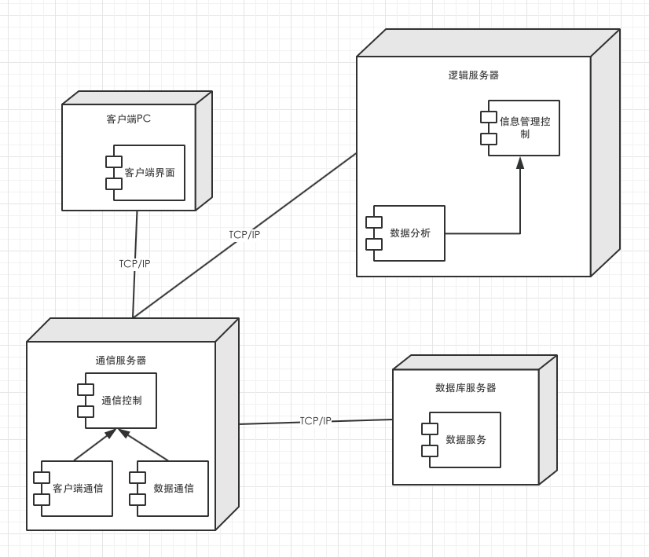 逻辑服务器
客户端PC
信息管理控
制
客户端界面
数据分析
TCP/IP
TCP/IP
通信服务器
通信控制
客户端通信
数据通信
TCP/IP
数据库服务器
数据服务